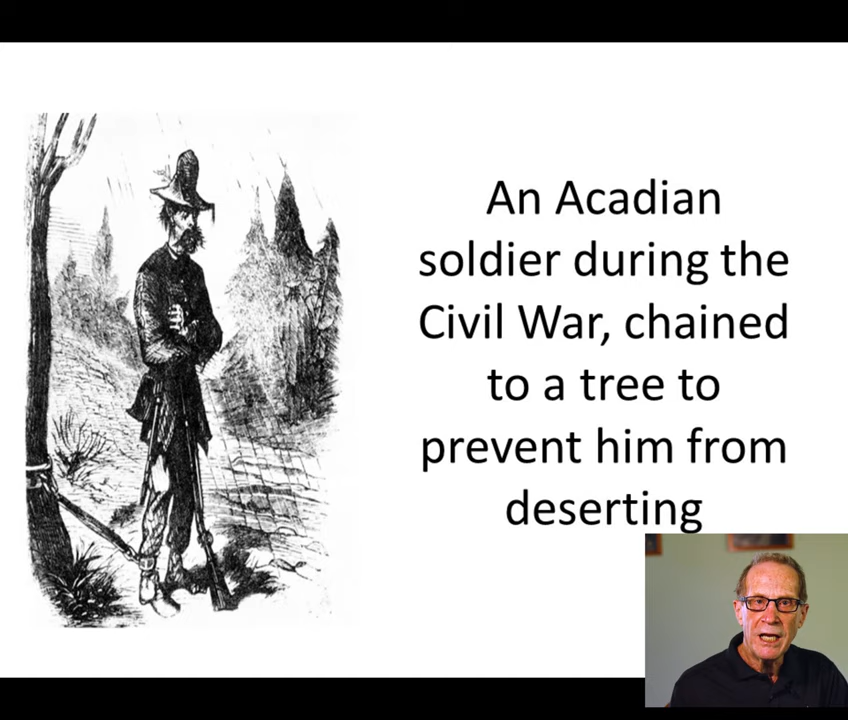 An Acadian
soldier during the
Civil War, chained
to a tree to
prevent him from
deserting